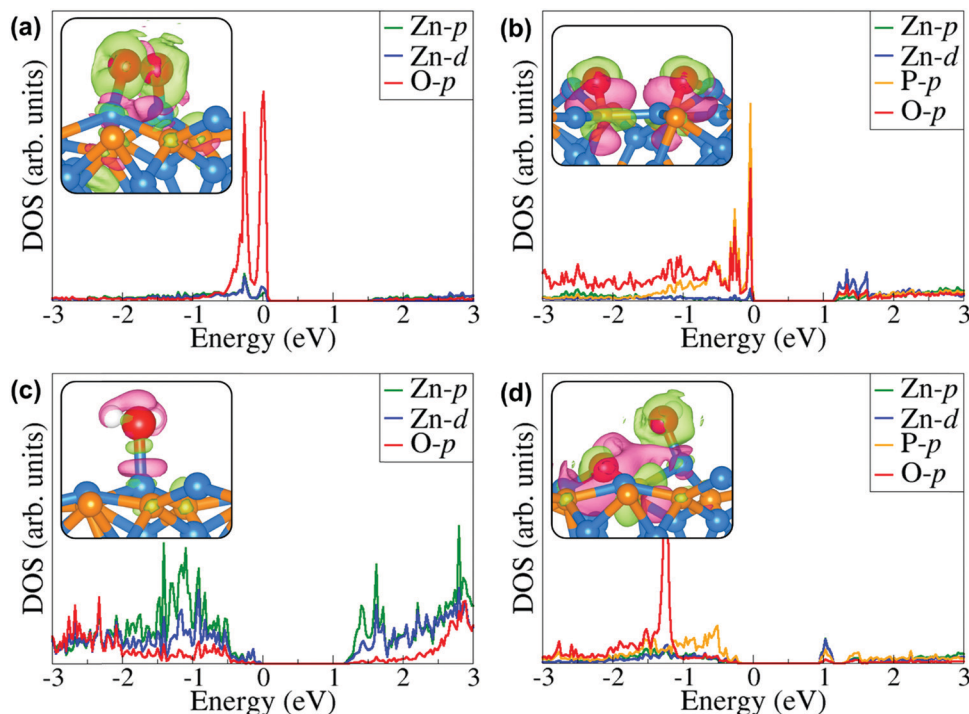 (a)
Zn-p
Zn-d
O-p
DOS (arb. units)
-3 -2 -1 0 1 2 3
Energy (eV)
(b)
Zn-p
Zn-d
P-p
O-p
DOS (arb. units)
-3 -2 -1 0 1 2 3
Energy (eV)
(c)
Zn-p
Zn-d
O-p
DOS (arb. units)
-3 -2 -1 0 1 2 3
Energy (eV)
(d)
Zn-p
Zn-d
P-p
O-p
DOS (arb. units)
-3 -2 -1 0 1 2 3
Energy (eV)